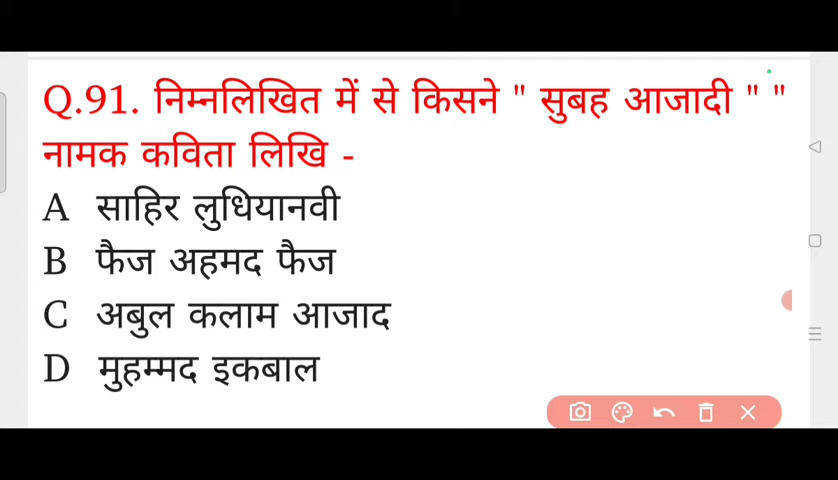 Q.91. निम्नलिखित में से किसने " सुबह आजादी " "
नामक कविता लिखि -
A साहिर लुधियानवी
B फैज अहमद फैज
C अबुल कलाम आजाद
D मुहम्मद इकबाल